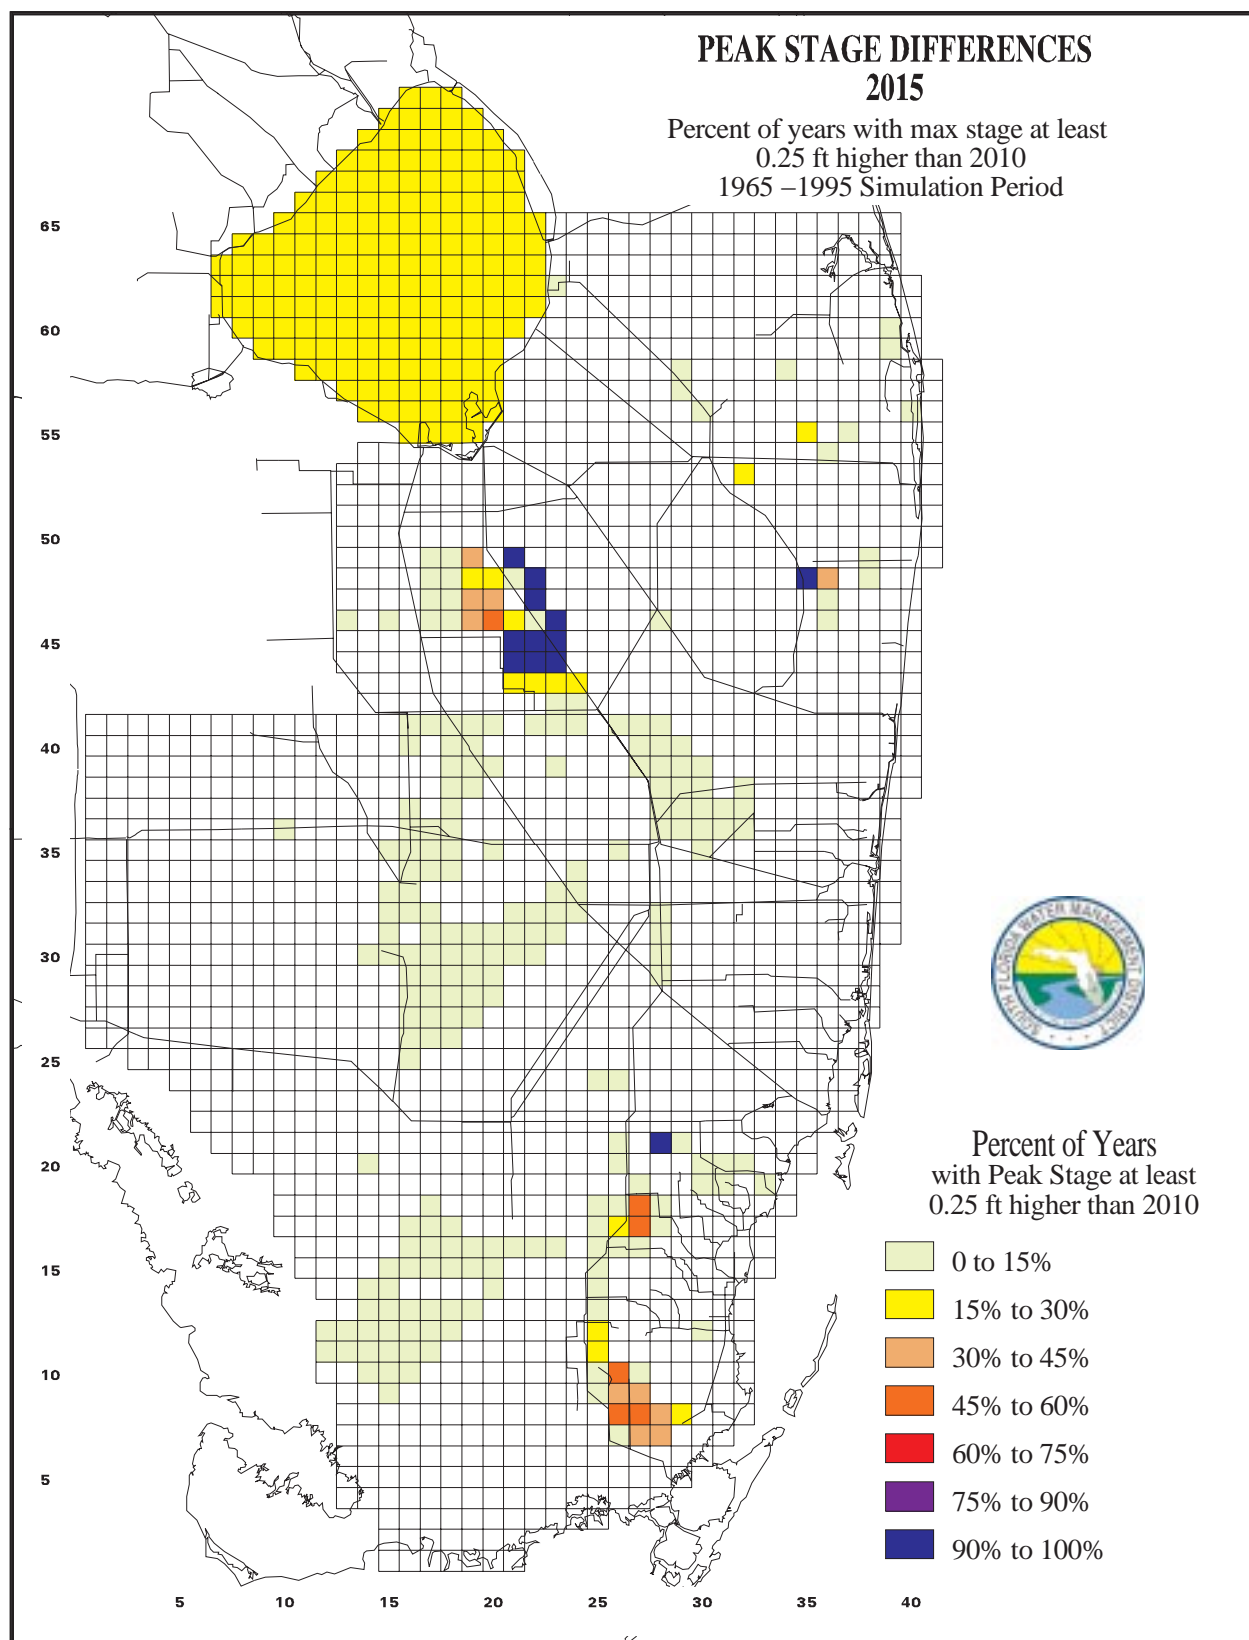 PEAK STAGE DIFFERENCES
2015
Percent of years with max stage at least
0.25 ft higher than 2010
1965 –1995 Simulation Period
65
60
55
50
45
40
35
30
25
20
15
10
5
SOUTH FLORIDA WATER MANAGEMENT DISTRICT
Percent of Years
with Peak Stage at least
0.25 ft higher than 2010
0 to 15%
15% to 30%
30% to 45%
45% to 60%
60% to 75%
75% to 90%
90% to 100%
5 10 15 20 25 30 35 40
“